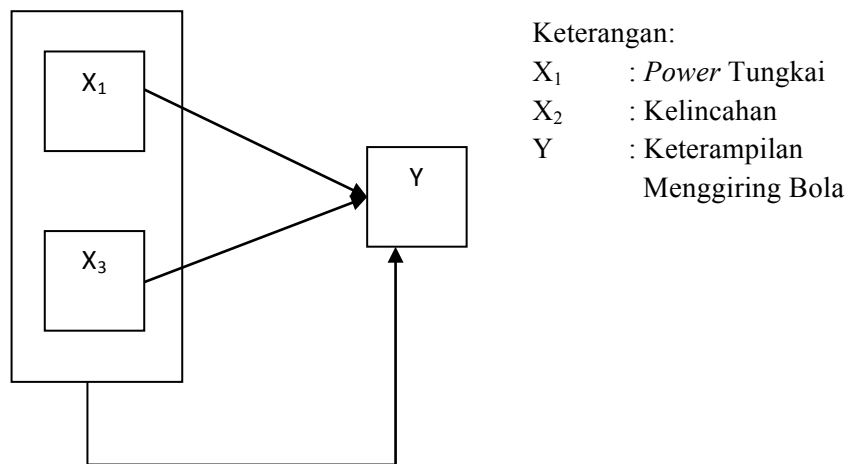 X₁
X₃
Y
Keterangan:
X₁ : Power Tungkai
X₂ : Kelincahan
Y : Keterampilan
Menggiring Bola